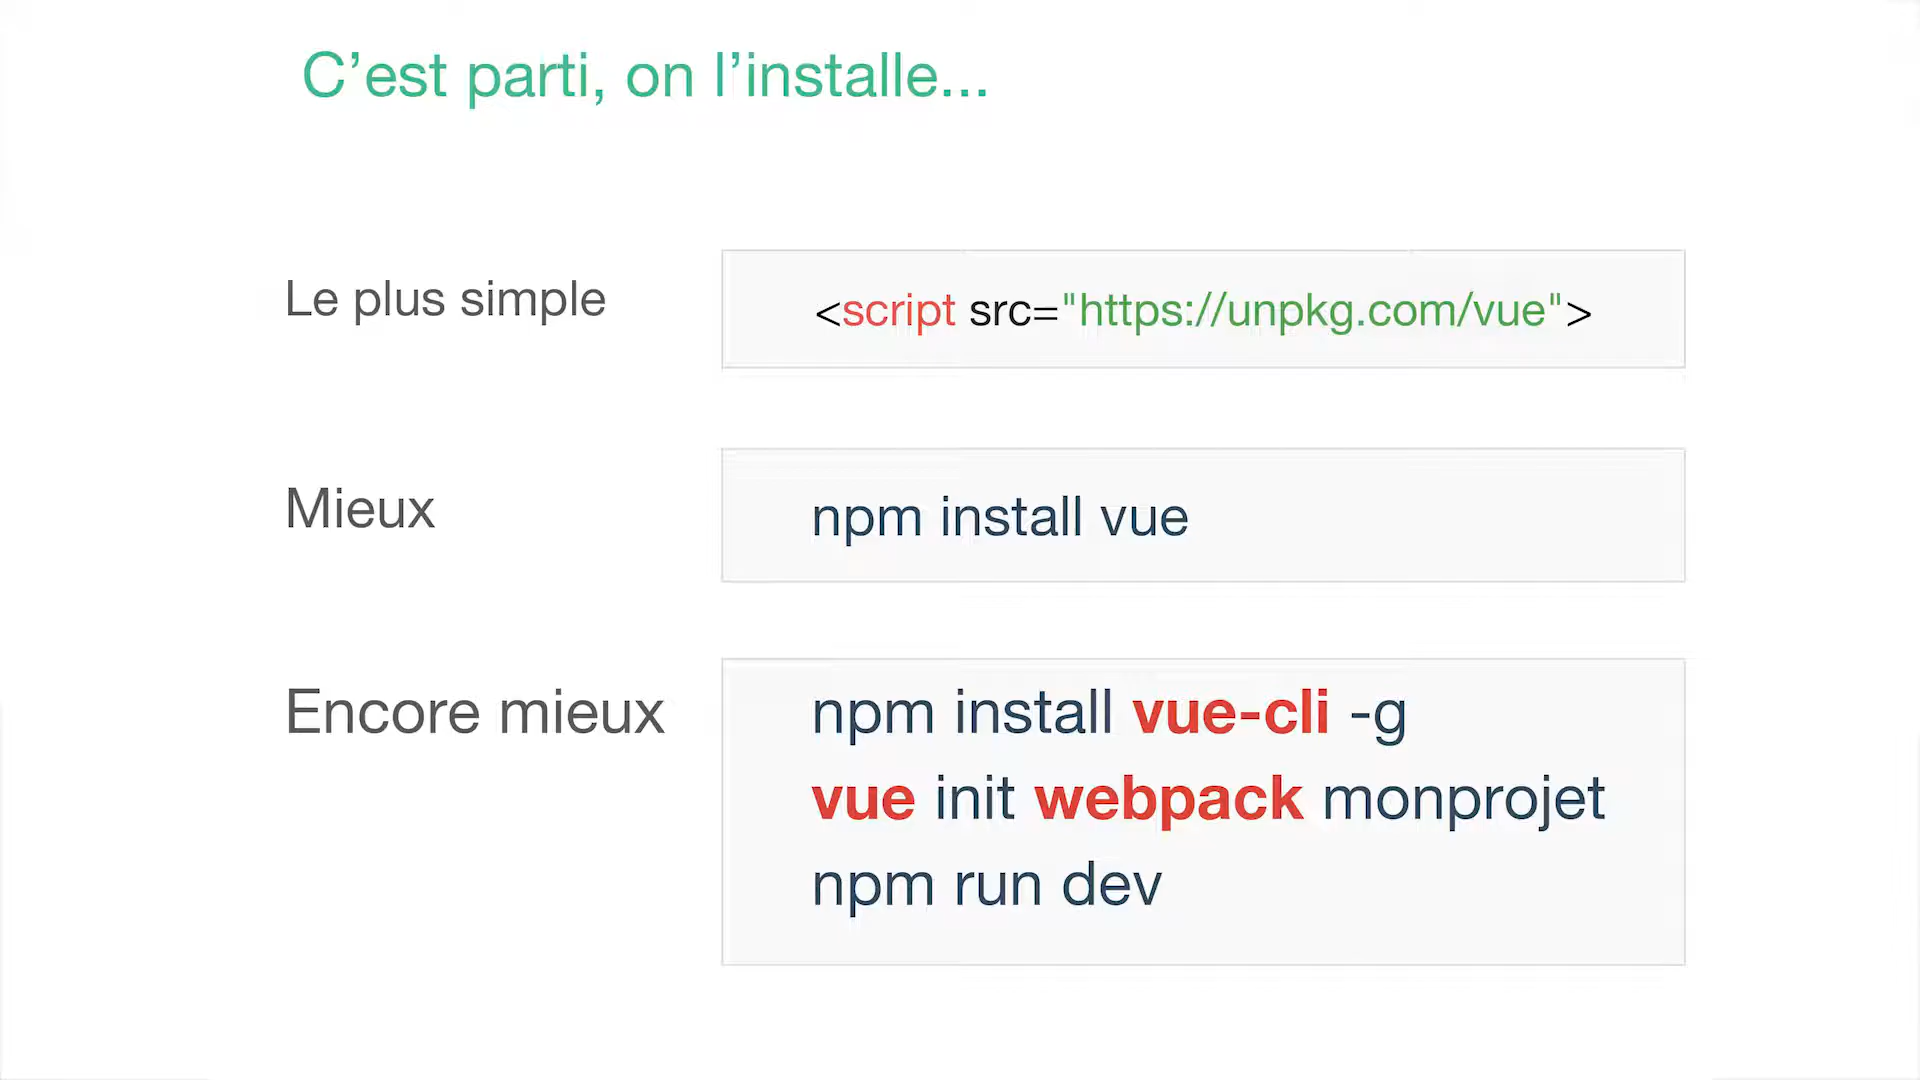 C’est parti, on l’installe...
Le plus simple
<script src="https://unpkg.com/vue">
Mieux
npm install vue
Encore mieux
npm install vue-cli -g
vue init webpack monprojet
npm run dev